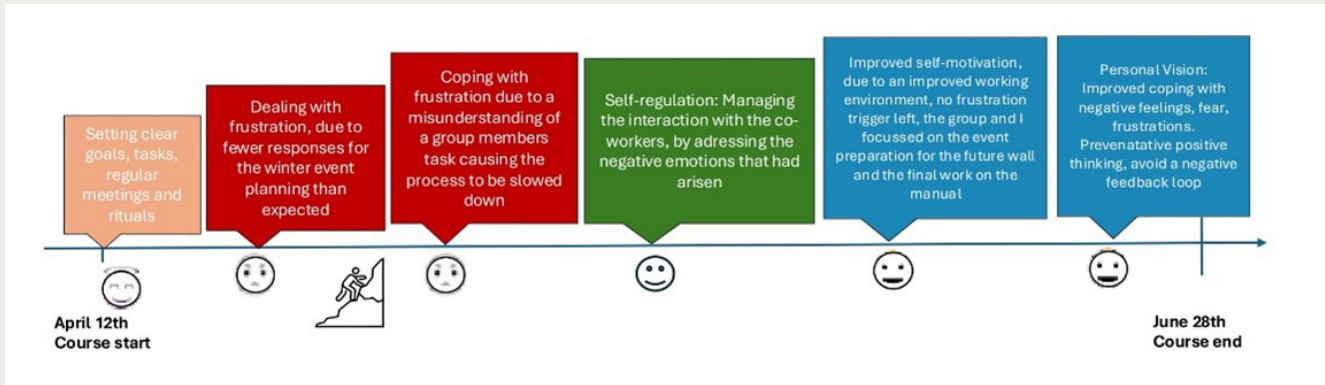 Setting clear
goals, tasks,
regular
meetings and
rituals
Dealing with
frustration, due to
fewer responses for
the winter event
planning than
expected
Coping with
frustration due to a
misunderstanding of
a group members
task causing the
process to be slowed
down
Self-regulation: Managing
the interaction with the co-
workers, by adressing the
negative emotions that had
arisen
Improved self-motivation,
due to an improved working
environment, no frustration
trigger left, the group and I
focussed on the event
preparation for the future wall
and the final work on the
manual
Personal Vision:
Improved coping with
negative feelings, fear,
frustrations.
Prevenatative positive
thinking, avoid a negative
feedback loop
April 12th
Course start
June 28th
Course end